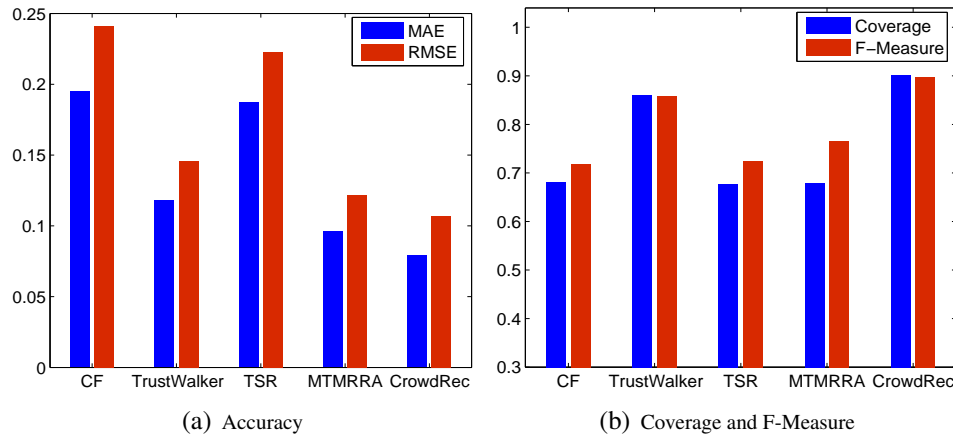 0.25
0.2
0.15
0.1
0.05
0
MAE
RMSE
CF TrustWalker TSR MTMRRA CrowdRec
(a) Accuracy
1
0.9
0.8
0.7
0.6
0.5
0.4
0.3
Coverage
F-Measure
CF TrustWalker TSR MTMRRA CrowdRec
(b) Coverage and F-Measure